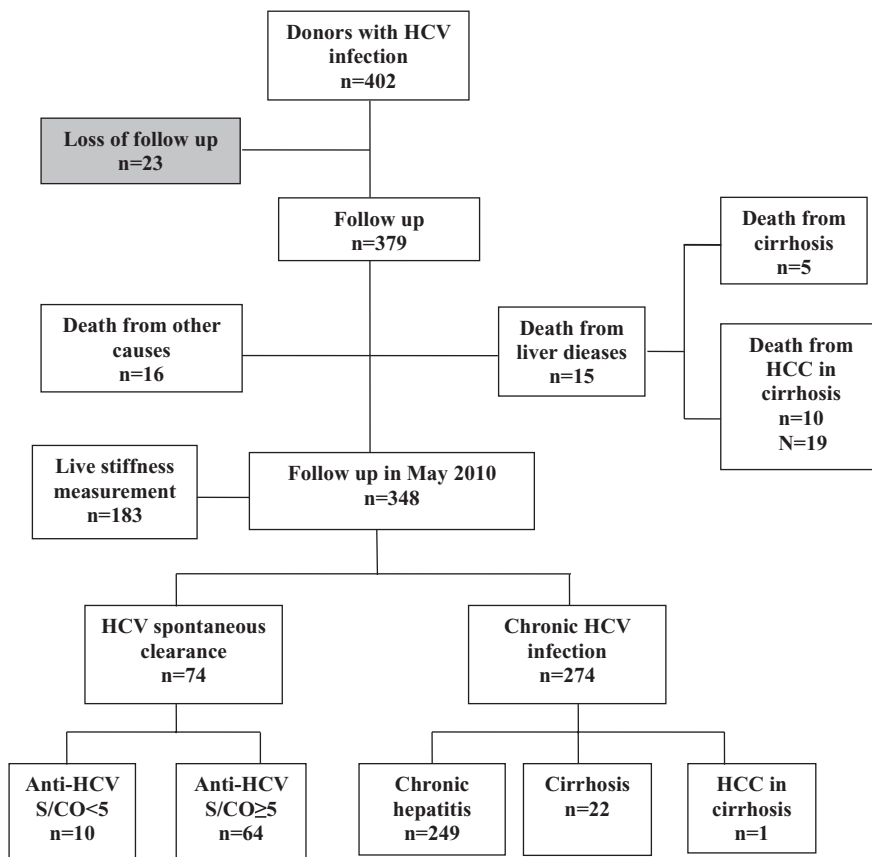 Donors with HCV
infection
n=402
Loss of follow up
n=23
Follow up
n=379
Death from
cirrhosis
n=5
Death from other
causes
n=16
Death from
liver dieases
n=15
Death from
HCC in
cirrhosis
n=10
N=19
Live stiffness
measurement
n=183
Follow up in May 2010
n=348
HCV spontaneous
clearance
n=74
Chronic HCV
infection
n=274
Anti-HCV
S/CO<5
n=10
Anti-HCV
S/CO≥5
n=64
Chronic
hepatitis
n=249
Cirrhosis
n=22
HCC in
cirrhosis
n=1